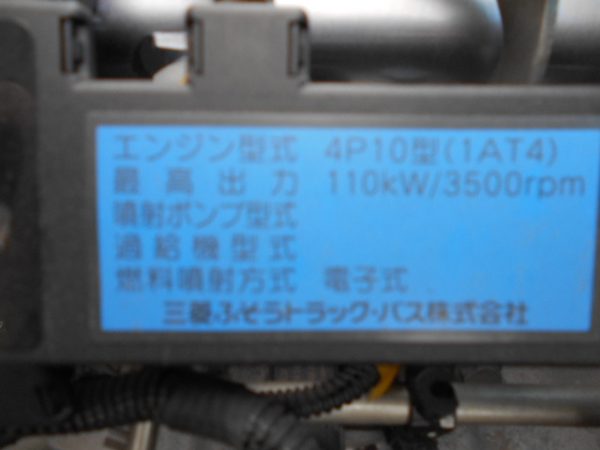 エンジン型式 4P10型(1AT4)
最高出力 110kW/3500rpm
噴射ポンプ型式
過給機型式
燃料噴射方式 電子式
三菱ふそうトラック・バス株式会社